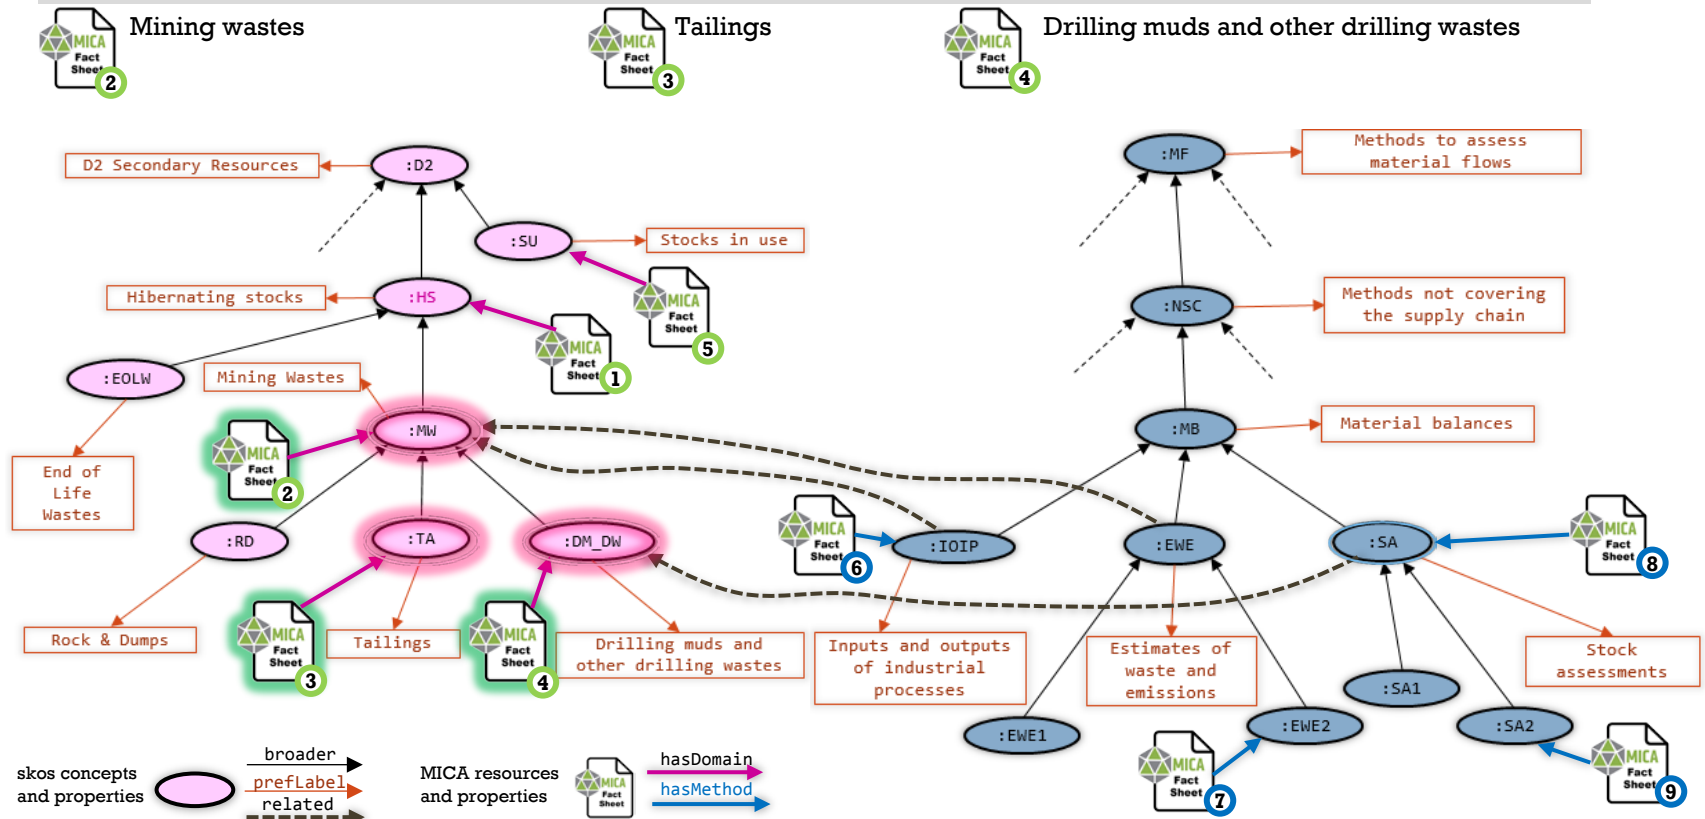 Mining wastes
MICA
Fact
Sheet
2
Tailings
MICA
Fact
Sheet
3
Drilling muds and other drilling wastes
MICA
Fact
Sheet
4
D2 Secondary Resources
:D2
:SU
Stocks in use
Hibernating stocks
:HS
MICA
Fact
Sheet
5
MICA
Fact
Sheet
1
:EOLW
Mining Wastes
:MW
End of
Life
Wastes
MICA
Fact
Sheet
2
:RD
:TA
:DM_DW
Rock & Dumps
MICA
Fact
Sheet
3
Tailings
MICA
Fact
Sheet
4
Drilling muds and
other drilling wastes
:MF
Methods to assess
material flows
:NSC
Methods not covering
the supply chain
:MB
Material balances
MICA
Fact
Sheet
6
:IOIP
:EWE
:SA
MICA
Fact
Sheet
8
Inputs and outputs
of industrial
processes
Estimates of
waste and
emissions
Stock
assessments
:SA1
:EWE1
:EWE2
:SA2
MICA
Fact
Sheet
7
MICA
Fact
Sheet
9
skos concepts
and properties
broader
prefLabel
related
MICA resources
and properties
MICA
Fact
Sheet
hasDomain
hasMethod